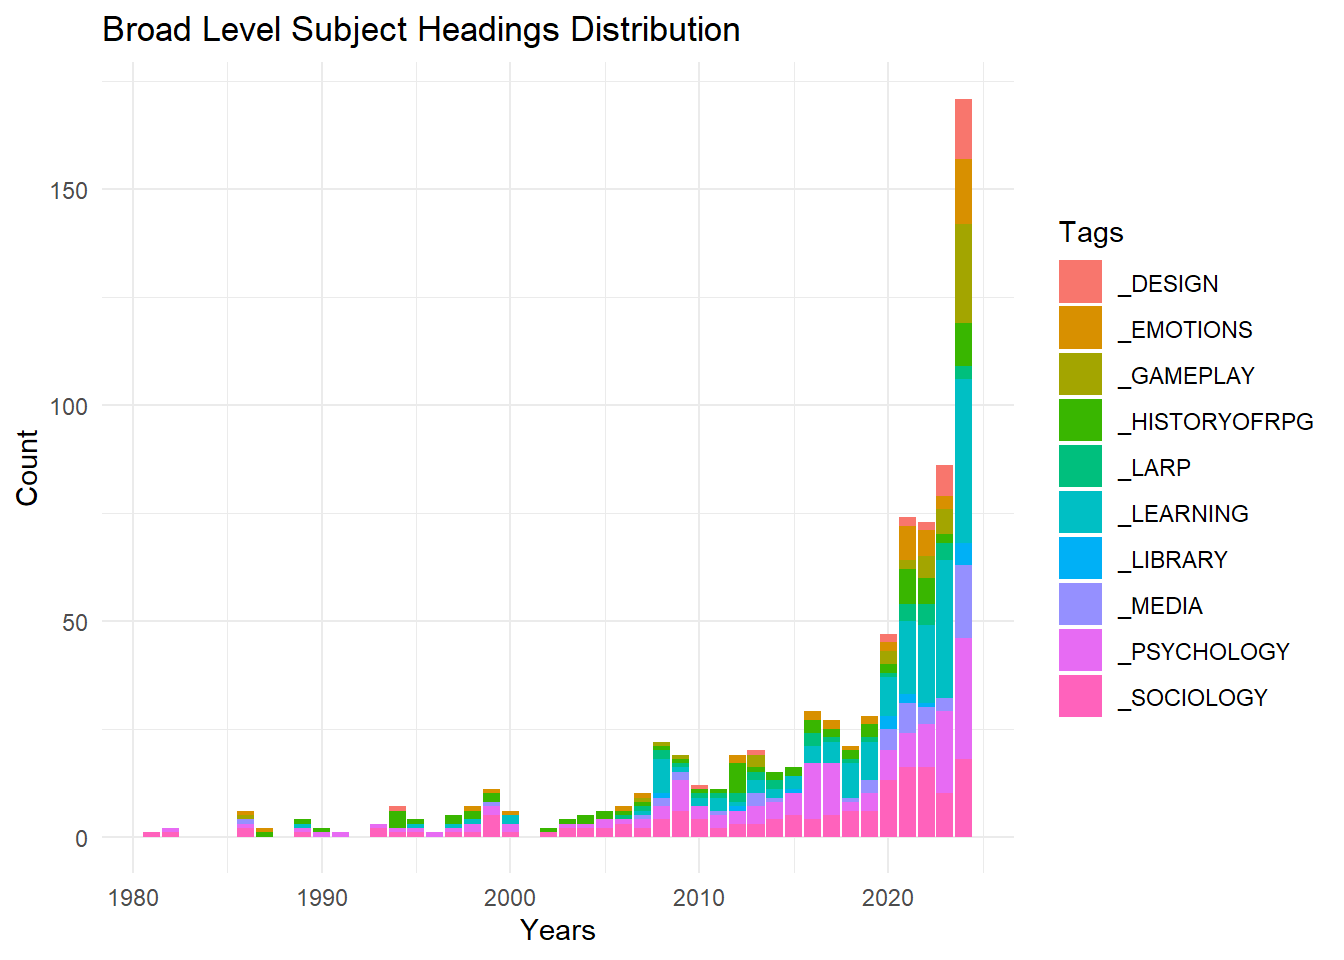 Broad Level Subject Headings Distribution
150
100
50
0
Count
1980 1990 2000 2010 2020
Years
Tags
_DESIGN
_EMOTIONS
_GAMEPLAY
_HISTORYOFRPG
_LARP
_LEARNING
_LIBRARY
_MEDIA
_PSYCHOLOGY
_SOCIOLOGY